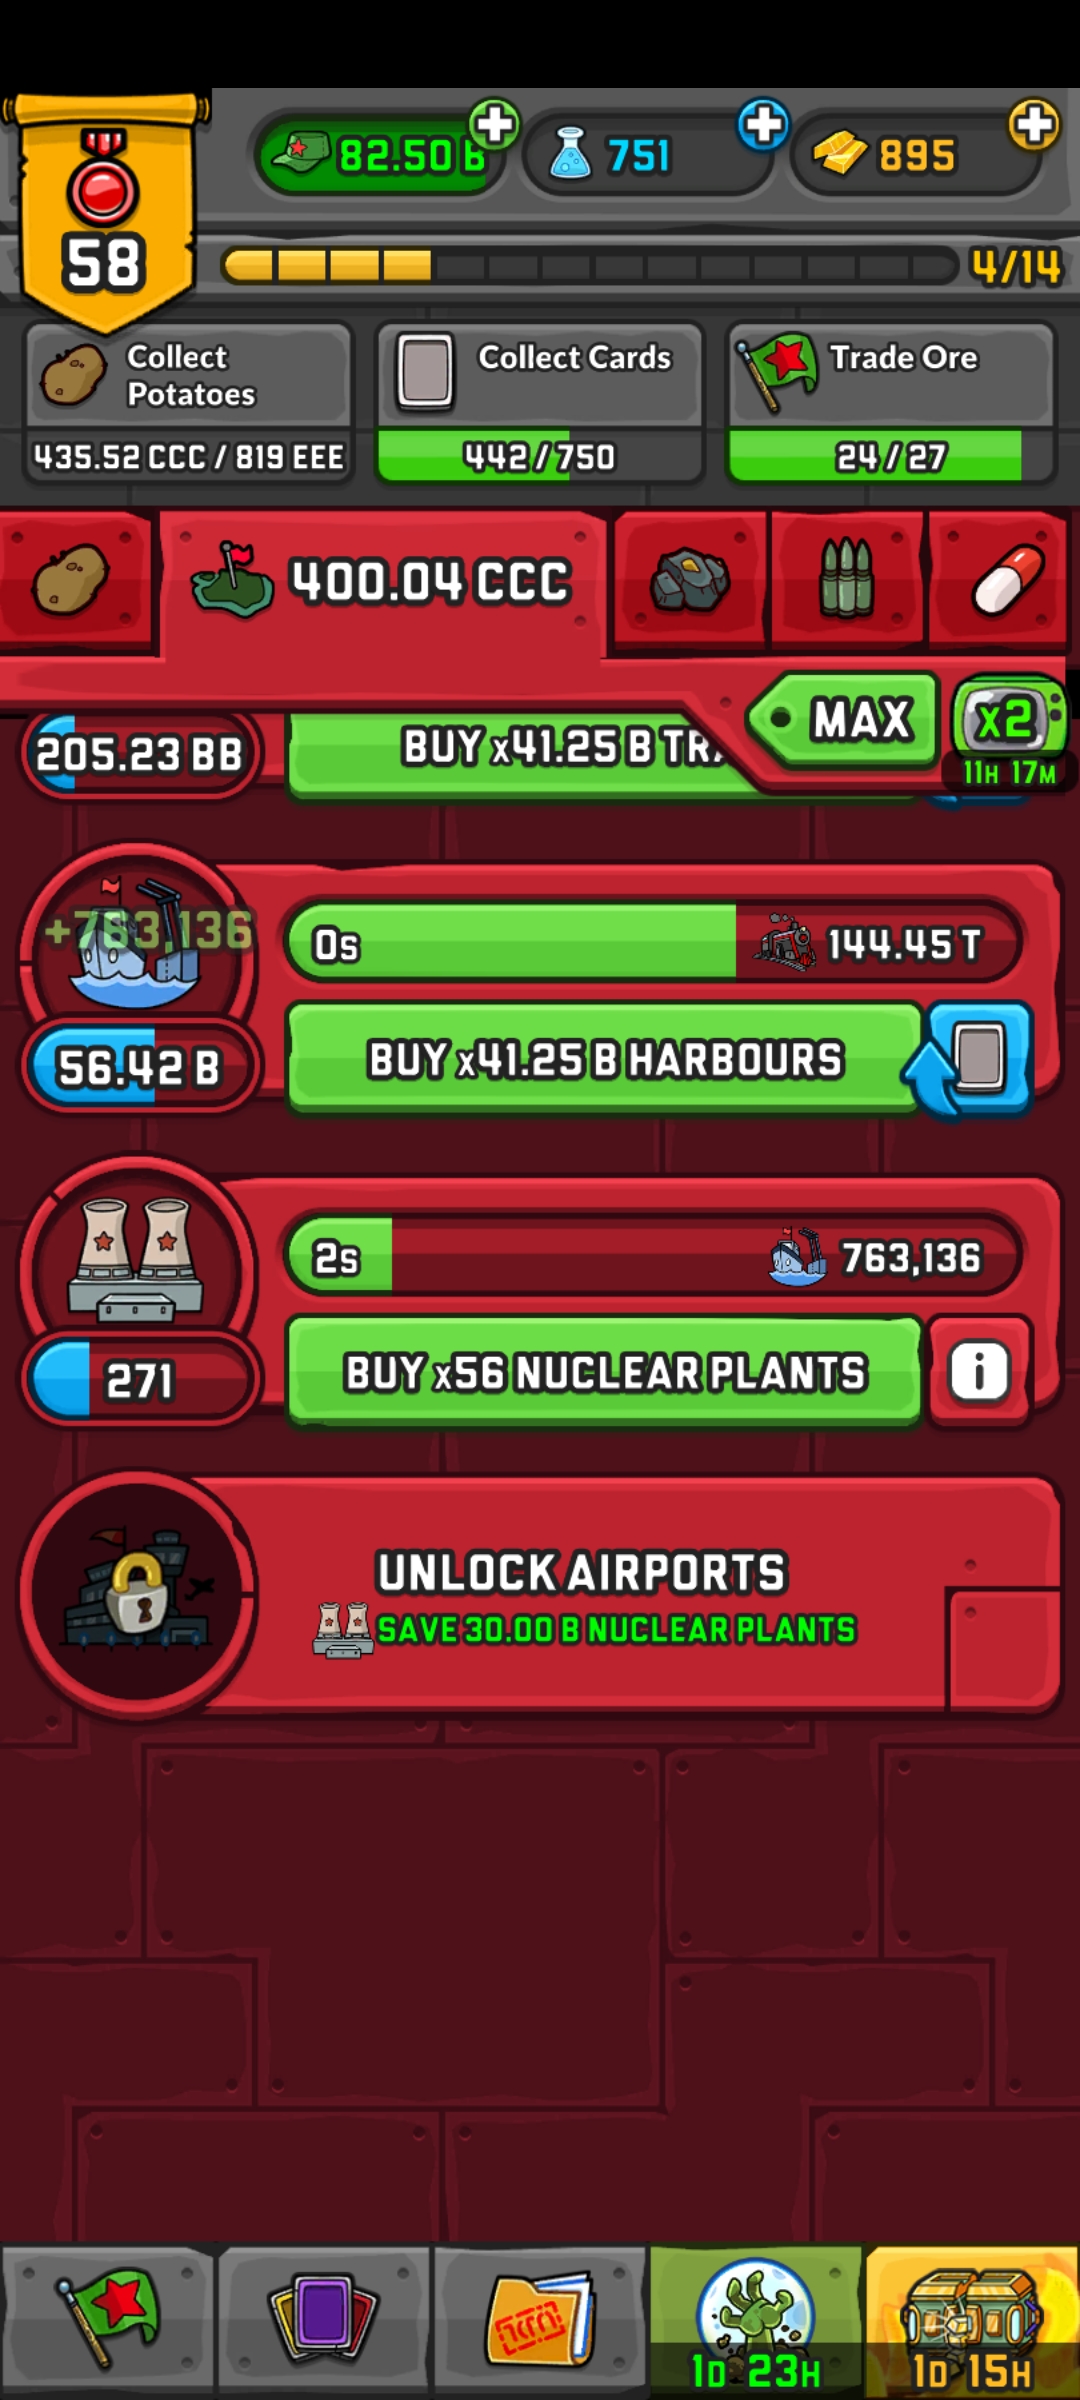 82.50 B
751
895
58
4/14
Collect Potatoes
435.52 CCC / 819 EEE
Collect Cards
442/750
Trade Ore
24/27
400.04 CCC
MAX
x2
11H 17M
205.23 BB
BUY x41.25 B
+763,136
0s
144.45 T
56.42 B
BUY x41.25 B HARBOURS
2s
763,136
271
BUY x56 NUCLEAR PLANTS
i
UNLOCK AIRPORTS
SAVE 30.00 B NUCLEAR PLANTS
1D 23H
1D 15H